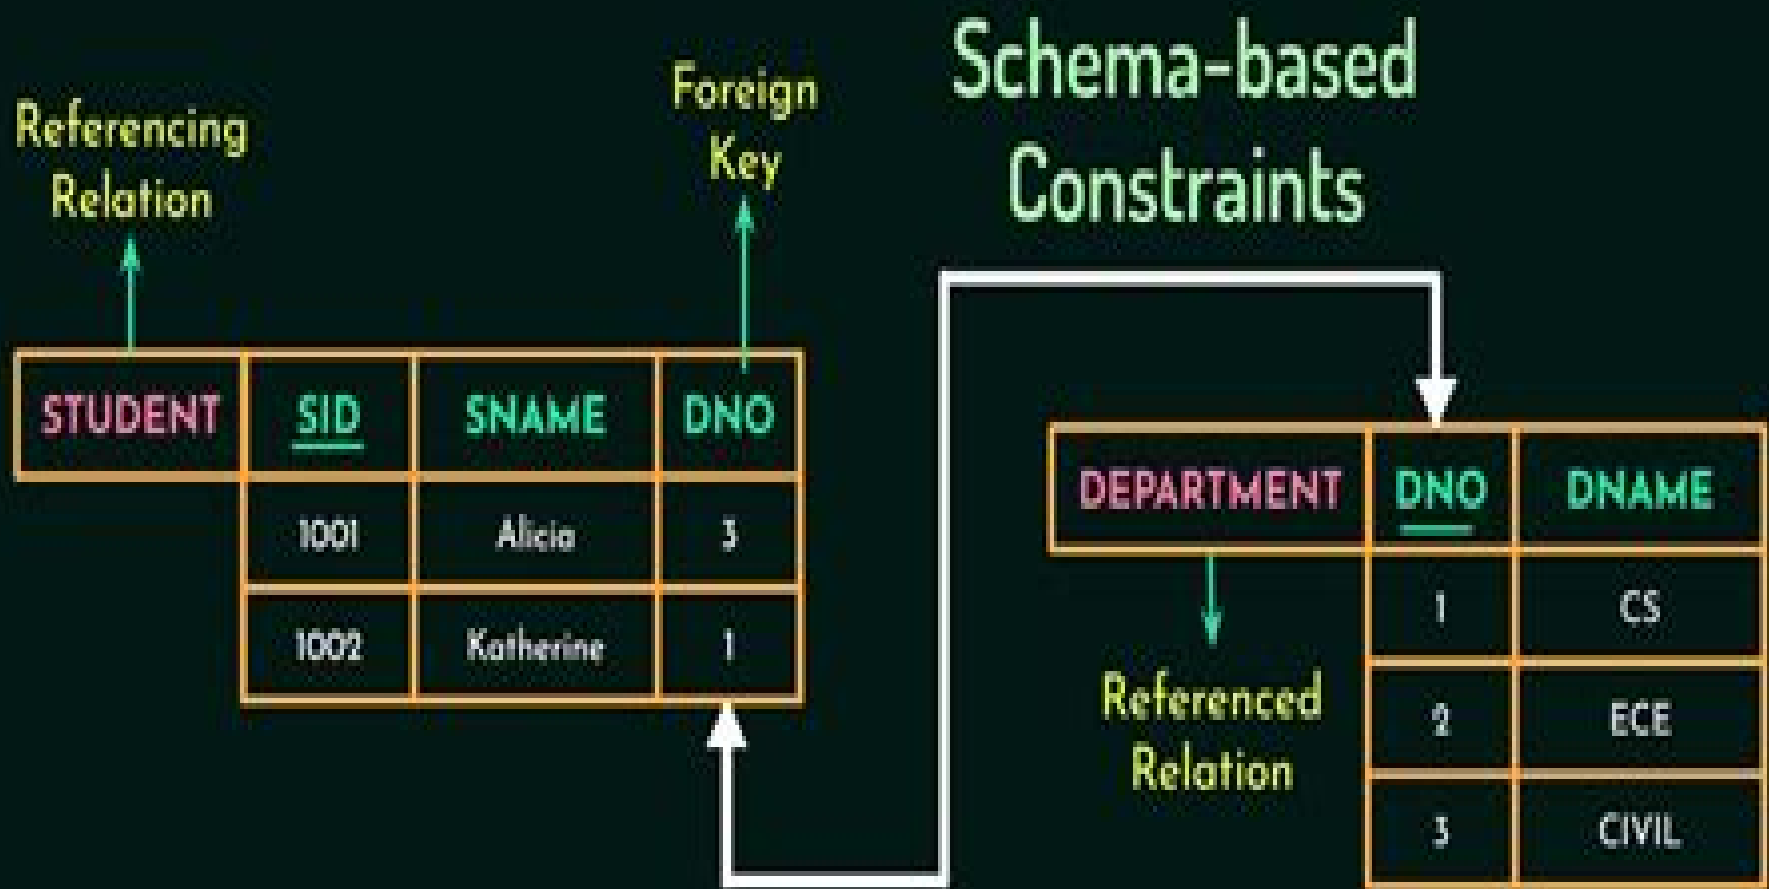 Schema-based
Constraints
Referencing
Relation
Foreign
Key
STUDENT SID SNAME DNO
1001 Alicia 3
1002 Katherine 1
DEPARTMENT DNO DNAME
1 CS
2 ECE
3 CIVIL
Referenced
Relation